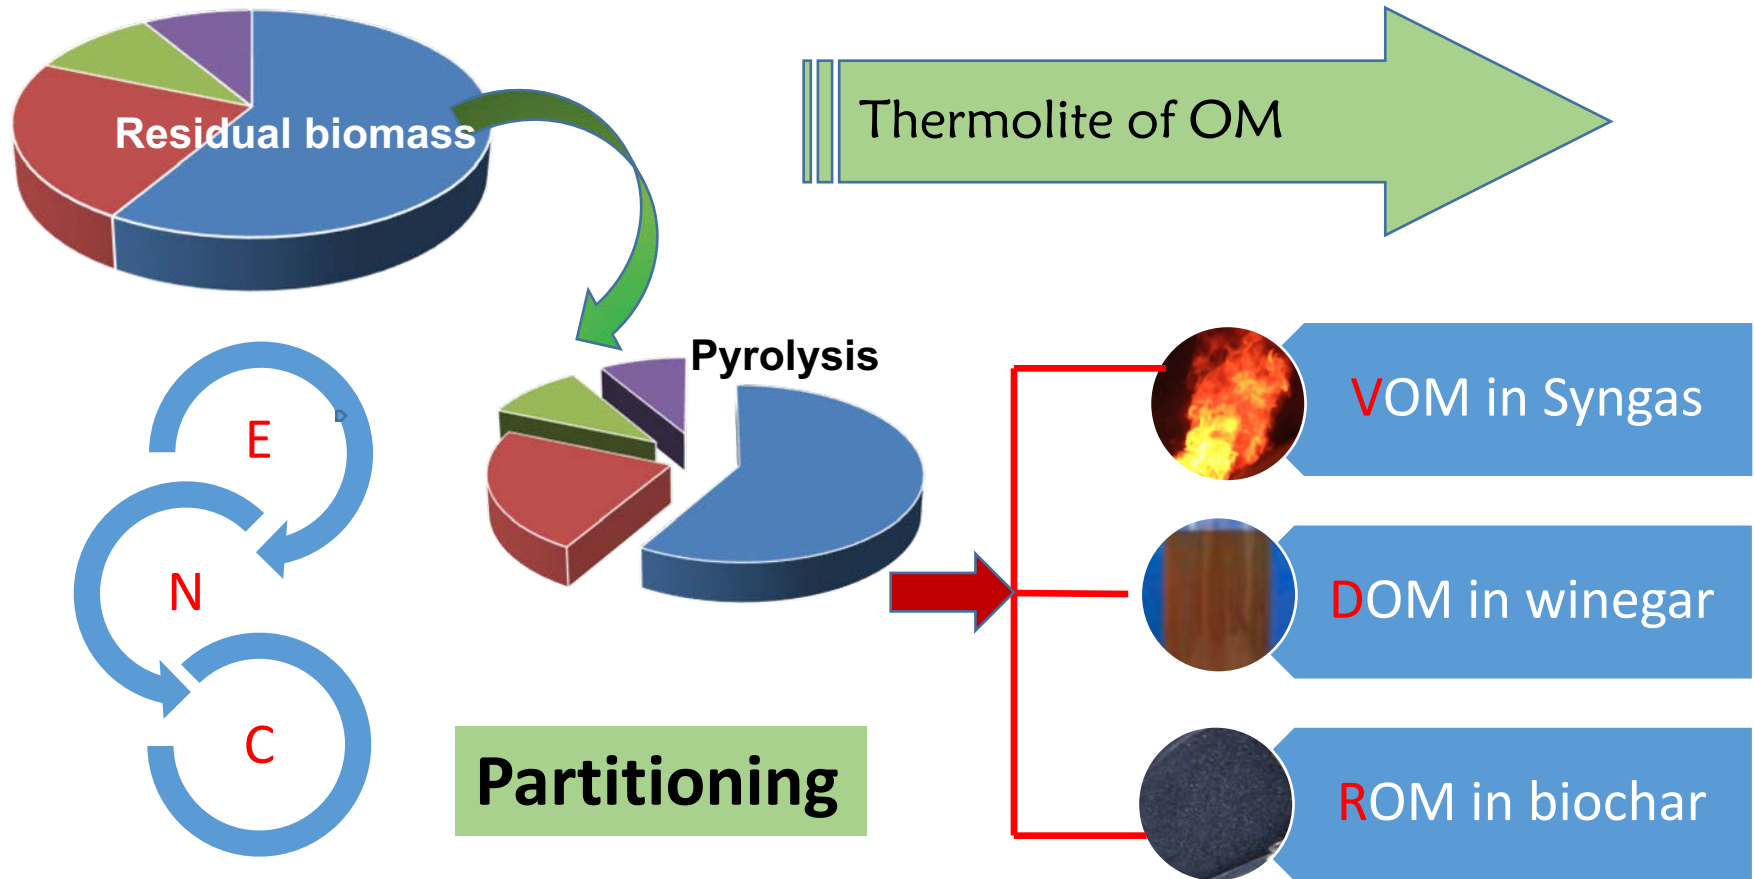 Residual biomass
Thermolite of OM
Pyrolysis
E
D
N
C
Partitioning
VOM in Syngas
DOM in winegar
ROM in biochar